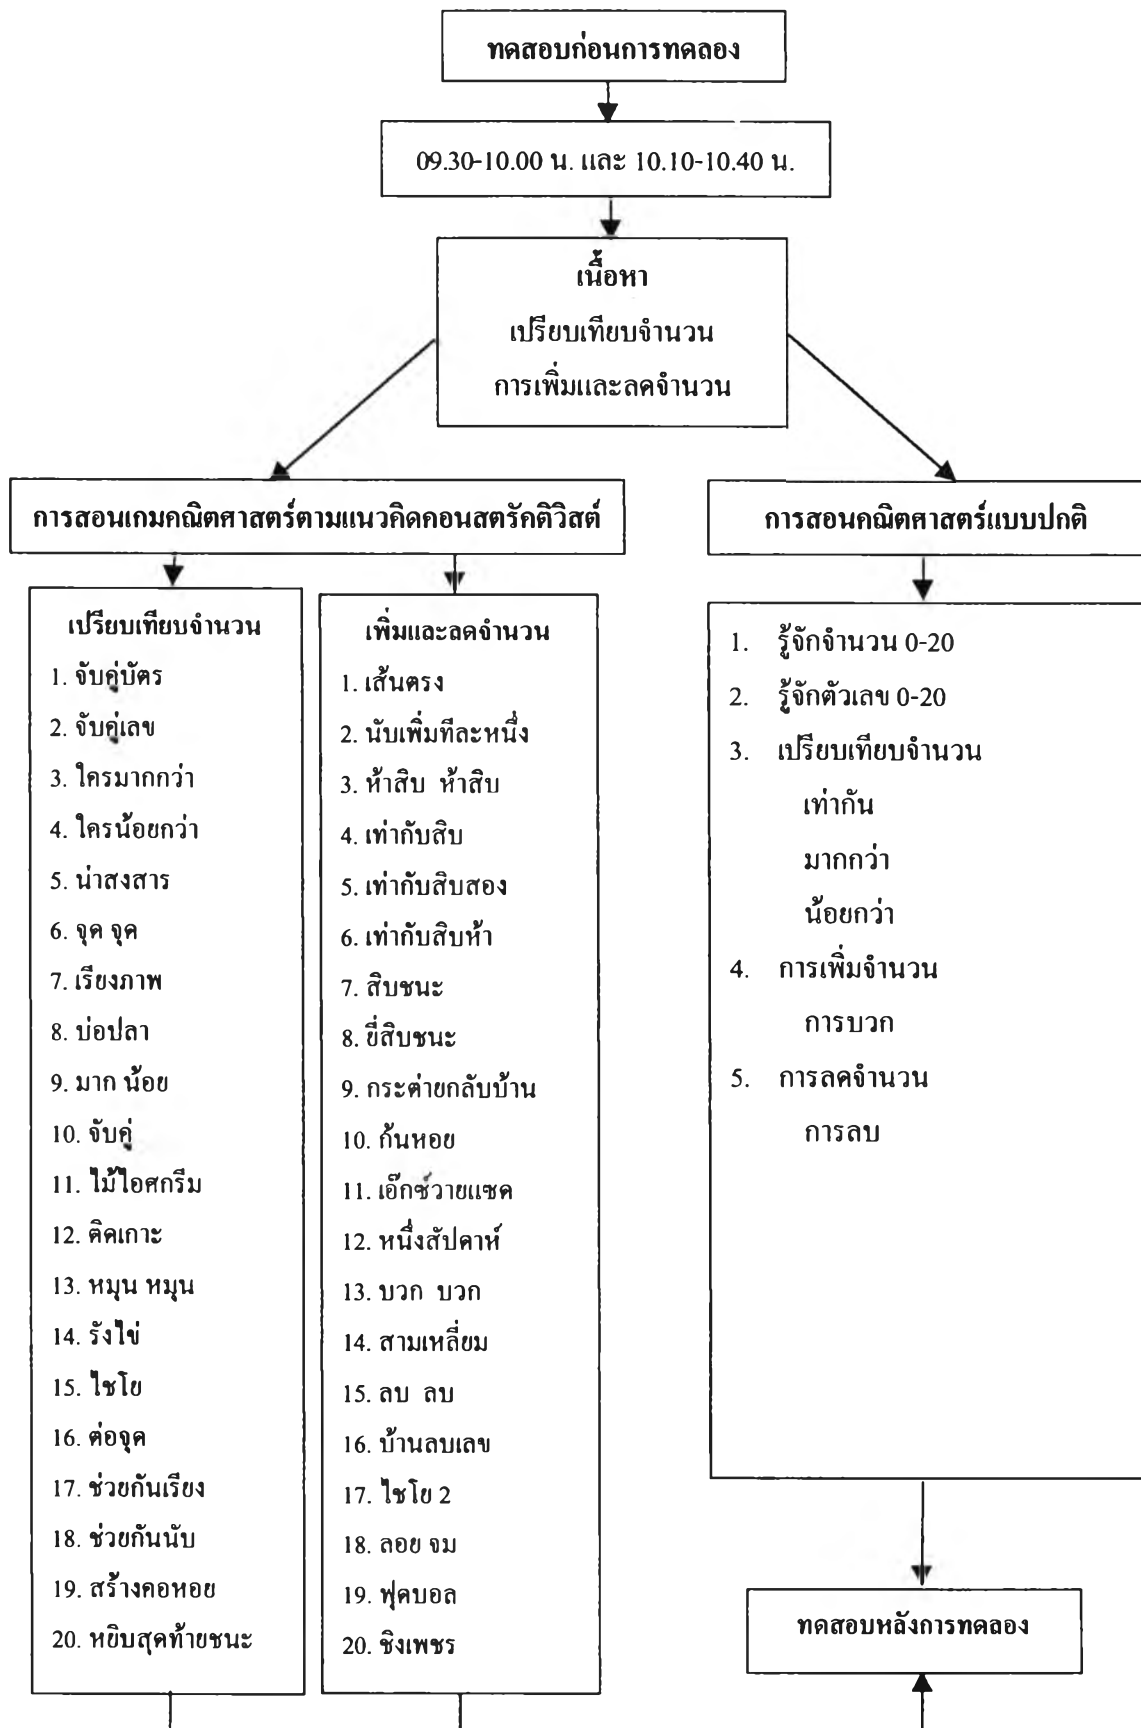 ทดสอบก่อนการทดลอง
09.30-10.00 น. และ 10.10-10.40 น.
เนื้อหา
เปรียบเทียบจำนวน
การเพิ่มและลดจำนวน
การสอนเกมคณิตศาสตร์ตามแนวคิดคอนสตรัคติวิสต์
เปรียบเทียบจำนวน
1. จับคู่บัตร
2. จับคู่เลข
3. ใครมากกว่า
4. ใครน้อยกว่า
5. น่าสงสาร
6. จุด จุด
7. เรียงภาพ
8. บ่อปลา
9. มาก น้อย
10. จับคู่
11. ไม้ไอศกรีม
12. ติดเกาะ
13. หมุน หมุน
14. รังไข่
15. ไชโย
16. ต่อจุด
17. ช่วยกันเรียง
18. ช่วยกันนับ
19. สร้างคอหอย
20. หยิบสุดท้ายชนะ
เพิ่มและลดจำนวน
1. เส้นตรง
2. นับเพิ่มทีละหนึ่ง
3. ห้าสิบ ห้าสิบ
4. เท่ากับสิบ
5. เท่ากับสิบสอง
6. เท่ากับสิบห้า
7. สิบชนะ
8. ยี่สิบชนะ
9. กระต่ายกลับบ้าน
10. ก้นหอย
11. เอ๊กซ์วายแซด
12. หนึ่งสัปดาห์
13. บวก บวก
14. สามเหลี่ยม
15. ลบ ลบ
16. บ้านลบเลข
17. ไชโย 2
18. ลอย จม
19. ฟุตบอล
20. ชิงเพชร
การสอนคณิตศาสตร์แบบปกติ
1. รู้จักจำนวน 0-20
2. รู้จักตัวเลข 0-20
3. เปรียบเทียบจำนวน
เท่ากัน
มากกว่า
น้อยกว่า
4. การเพิ่มจำนวน
การบวก
5. การลดจำนวน
การลบ
ทดสอบหลังการทดลอง